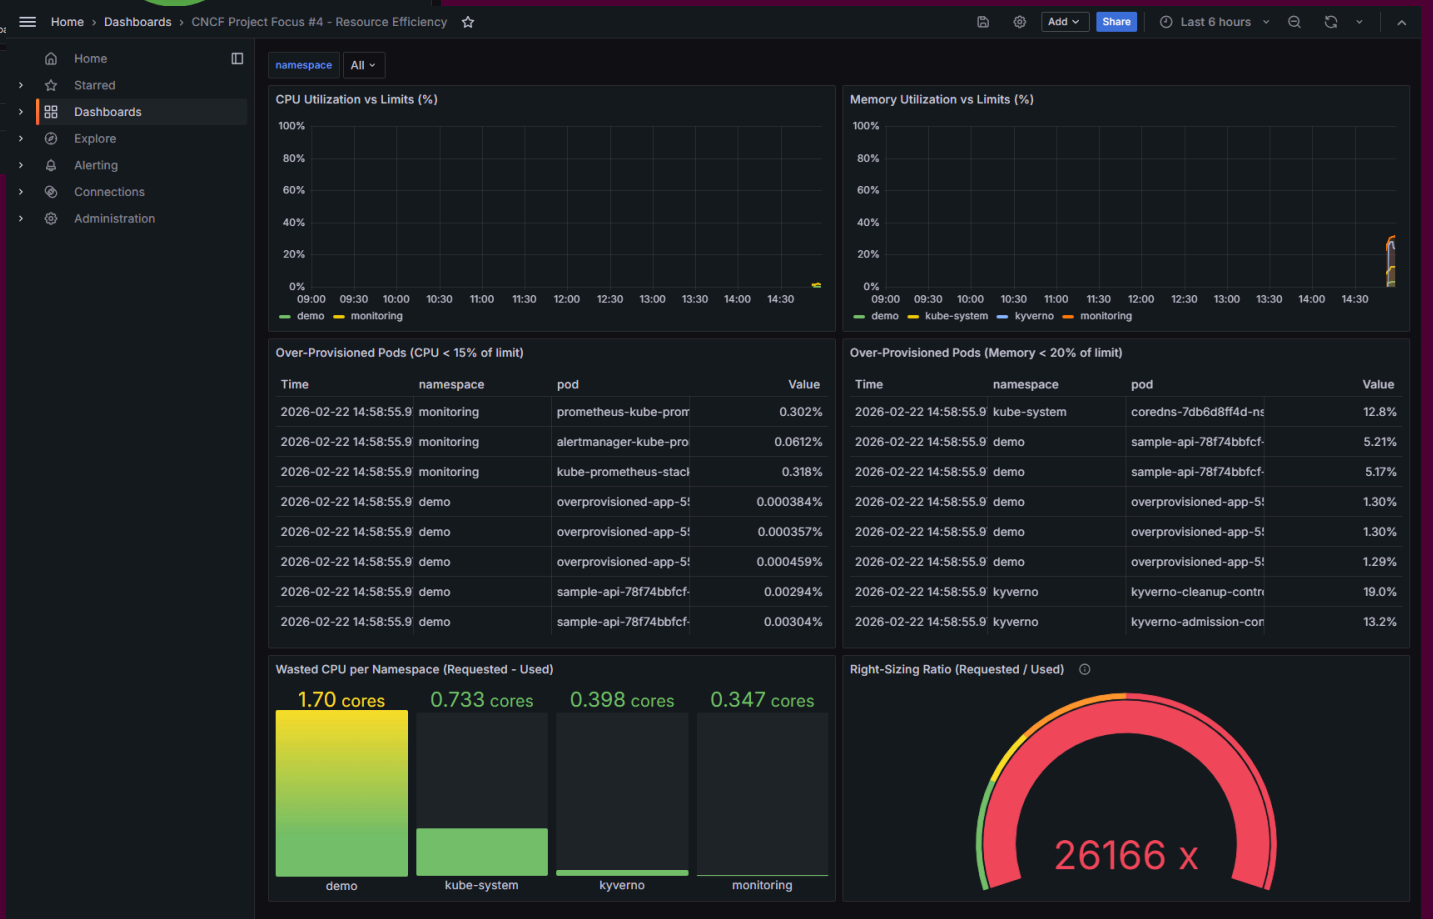 Home › Dashboards › CNCF Project Focus #4 - Resource Efficiency
Add
Share
Last 6 hours
Home
Starred
Dashboards
Explore
Alerting
Connections
Administration
namespace All
CPU Utilization vs Limits (%)
100%
80%
60%
40%
20%
0%
09:00 09:30 10:00 10:30 11:00 11:30 12:00 12:30 13:00 13:30 14:00 14:30
demo monitoring
Memory Utilization vs Limits (%)
100%
80%
60%
40%
20%
0%
09:00 09:30 10:00 10:30 11:00 11:30 12:00 12:30 13:00 13:30 14:00 14:30
demo kube-system kyverno monitoring
Over-Provisioned Pods (CPU < 15% of limit)
Time namespace pod Value
2026-02-22 14:58:55.9 monitoring prometheus-kube-prom 0.302%
2026-02-22 14:58:55.9 monitoring alertmanager-kube-pro 0.0612%
2026-02-22 14:58:55.9 monitoring kube-prometheus-stack 0.318%
2026-02-22 14:58:55.9 demo overprovisioned-app-5 0.000384%
2026-02-22 14:58:55.9 demo overprovisioned-app-5 0.000357%
2026-02-22 14:58:55.9 demo overprovisioned-app-5 0.000459%
2026-02-22 14:58:55.9 demo sample-api-78f74bbfcf- 0.00294%
2026-02-22 14:58:55.9 demo sample-api-78f74bbfcf- 0.00304%
Over-Provisioned Pods (Memory < 20% of limit)
Time namespace pod Value
2026-02-22 14:58:55.9 kube-system coredns-7db6d8ff4d-ns 12.8%
2026-02-22 14:58:55.9 demo sample-api-78f74bbfcf- 5.21%
2026-02-22 14:58:55.9 demo sample-api-78f74bbfcf- 5.17%
2026-02-22 14:58:55.9 demo overprovisioned-app-5 1.30%
2026-02-22 14:58:55.9 demo overprovisioned-app-5 1.30%
2026-02-22 14:58:55.9 demo overprovisioned-app-5 1.29%
2026-02-22 14:58:55.9 kyverno kyverno-cleanup-contr 19.0%
2026-02-22 14:58:55.9 kyverno kyverno-admission-con 13.2%
Wasted CPU per Namespace (Requested - Used)
1.70 cores 0.733 cores 0.398 cores 0.347 cores
demo kube-system kyverno monitoring
Right-Sizing Ratio (Requested / Used)
26166 x